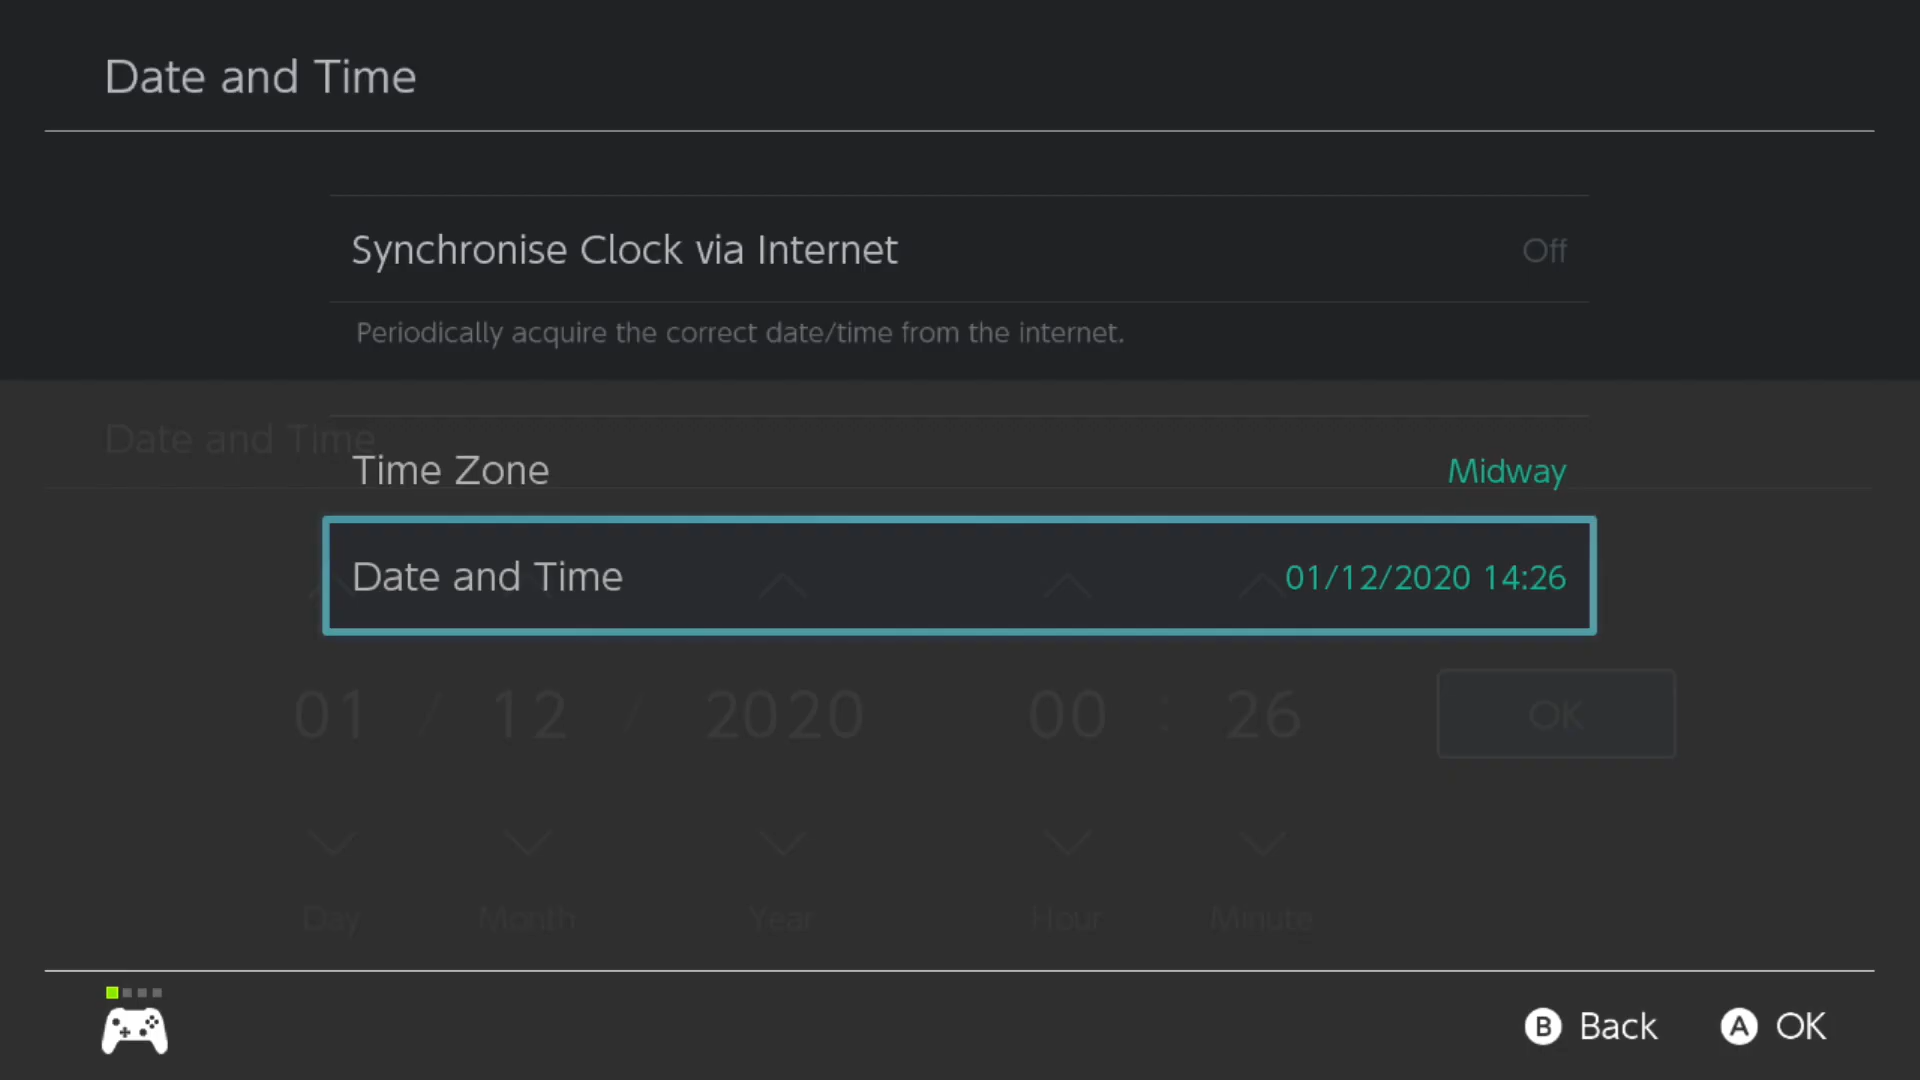 Date and Time
Synchronise Clock via Internet Off
Periodically acquire the correct date/time from the internet.
Date and Time
Time Zone Midway
Date and Time 01/12/2020 14:26
01 / 12 / 2020 00 : 26 OK
Day Month Year Hour Minute
B Back A OK